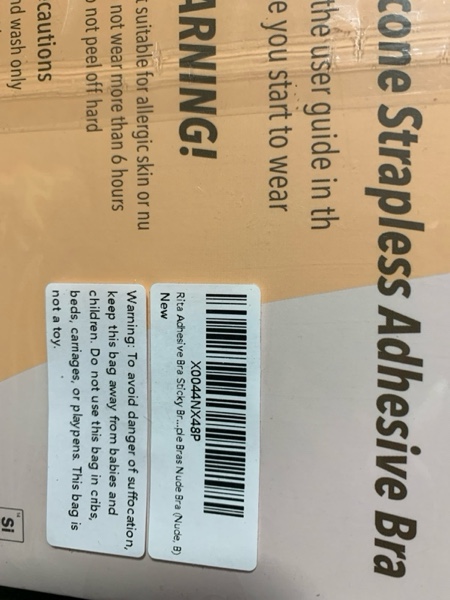 cone Strapless Adhesive Bra
the user guide in th
e you start to wear
ARNING!
t suitable for allergic skin or nu
not wear more than 6 hours
o not peel off hard
cautions
nd wash only
X0044NX48P
Rita Adhesive Bra Sticky Br...ple Bras Nude Bra (Nude, B)
New
Warning: To avoid danger of suffocation,
keep this bag away from babies and
children. Do not use this bag in cribs,
beds, carriages, or playpens. This bag is
not a toy.
Si